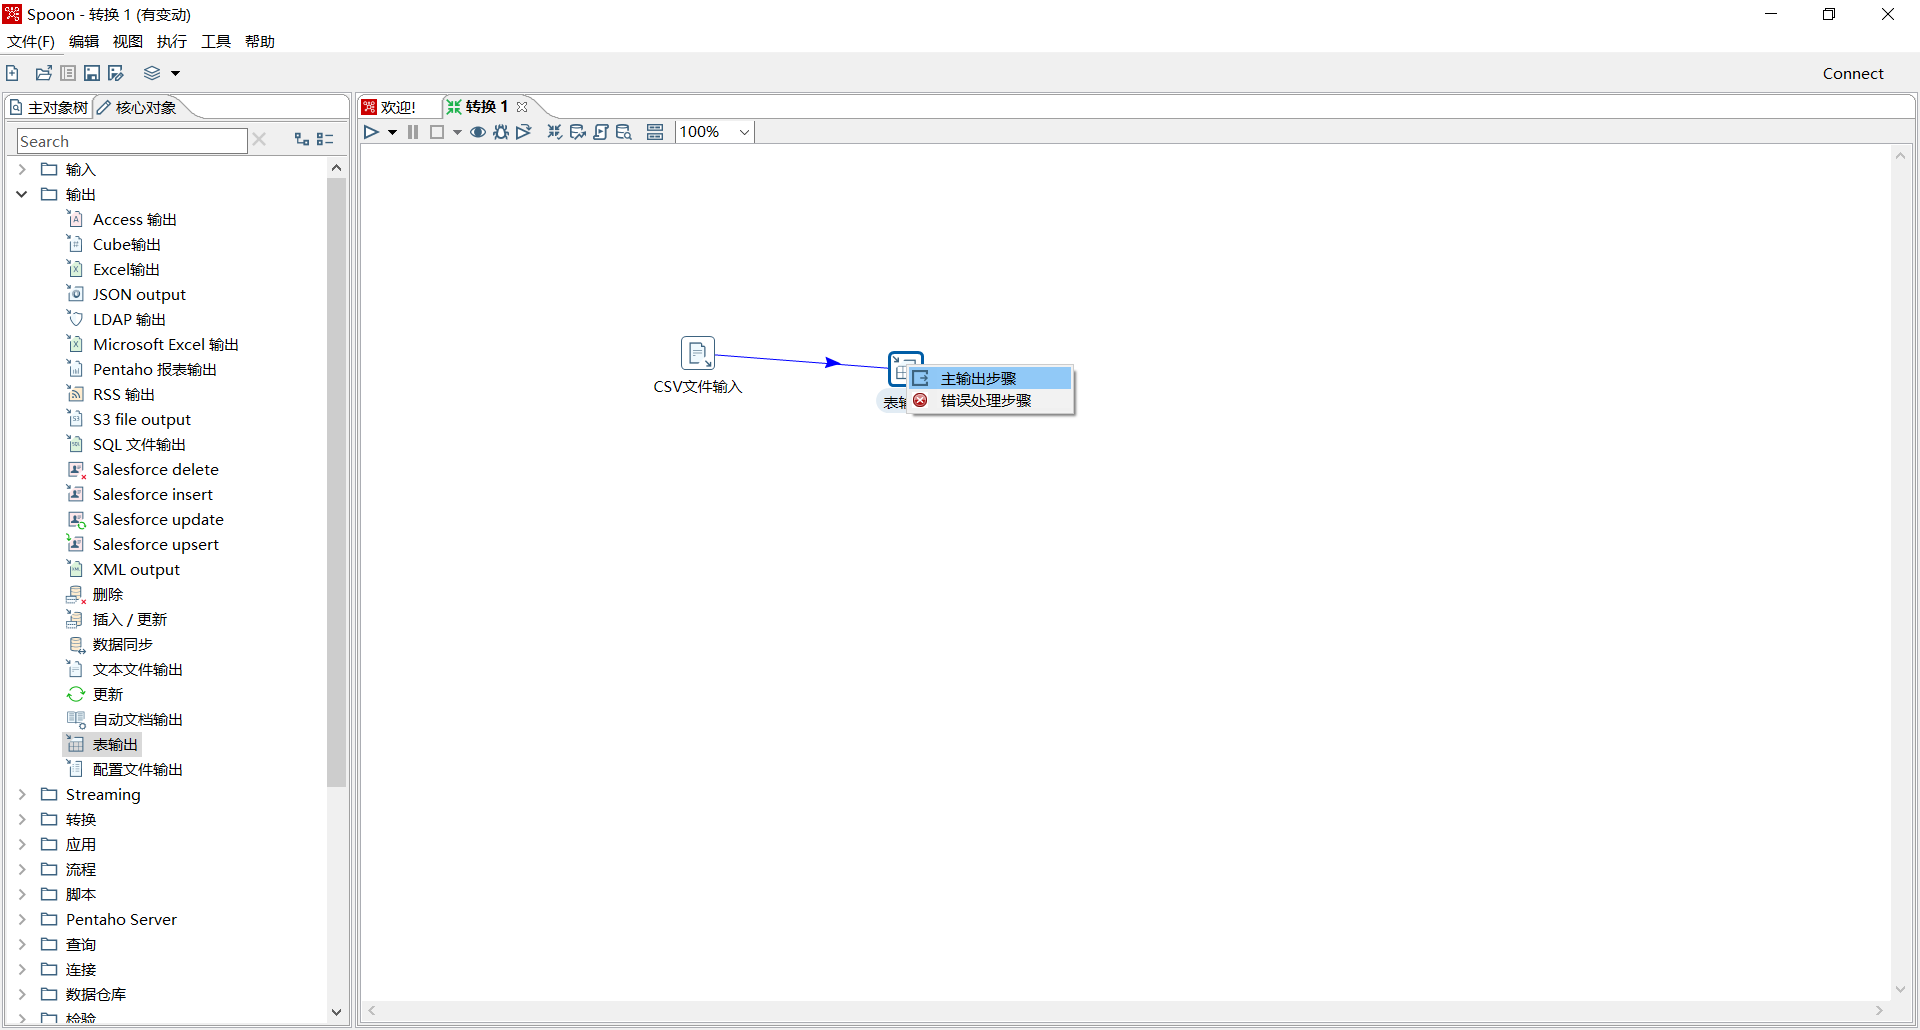 Spoon - 转换 1 (有变动)
文件(F) 编辑 视图 执行 工具 帮助
Connect
主对象树 核心对象
欢迎! 转换 1
Search
100%
输入
输出
Access 输出
Cube输出
Excel输出
JSON output
LDAP 输出
Microsoft Excel 输出
Pentaho 报表输出
RSS 输出
S3 file output
SQL 文件输出
Salesforce delete
Salesforce insert
Salesforce update
Salesforce upsert
XML output
删除
插入 / 更新
数据同步
文本文件输出
更新
自动文档输出
表输出
配置文件输出
Streaming
转换
应用
流程
脚本
Pentaho Server
查询
连接
数据仓库
检验
CSV文件输入
表输
主输出步骤
错误处理步骤